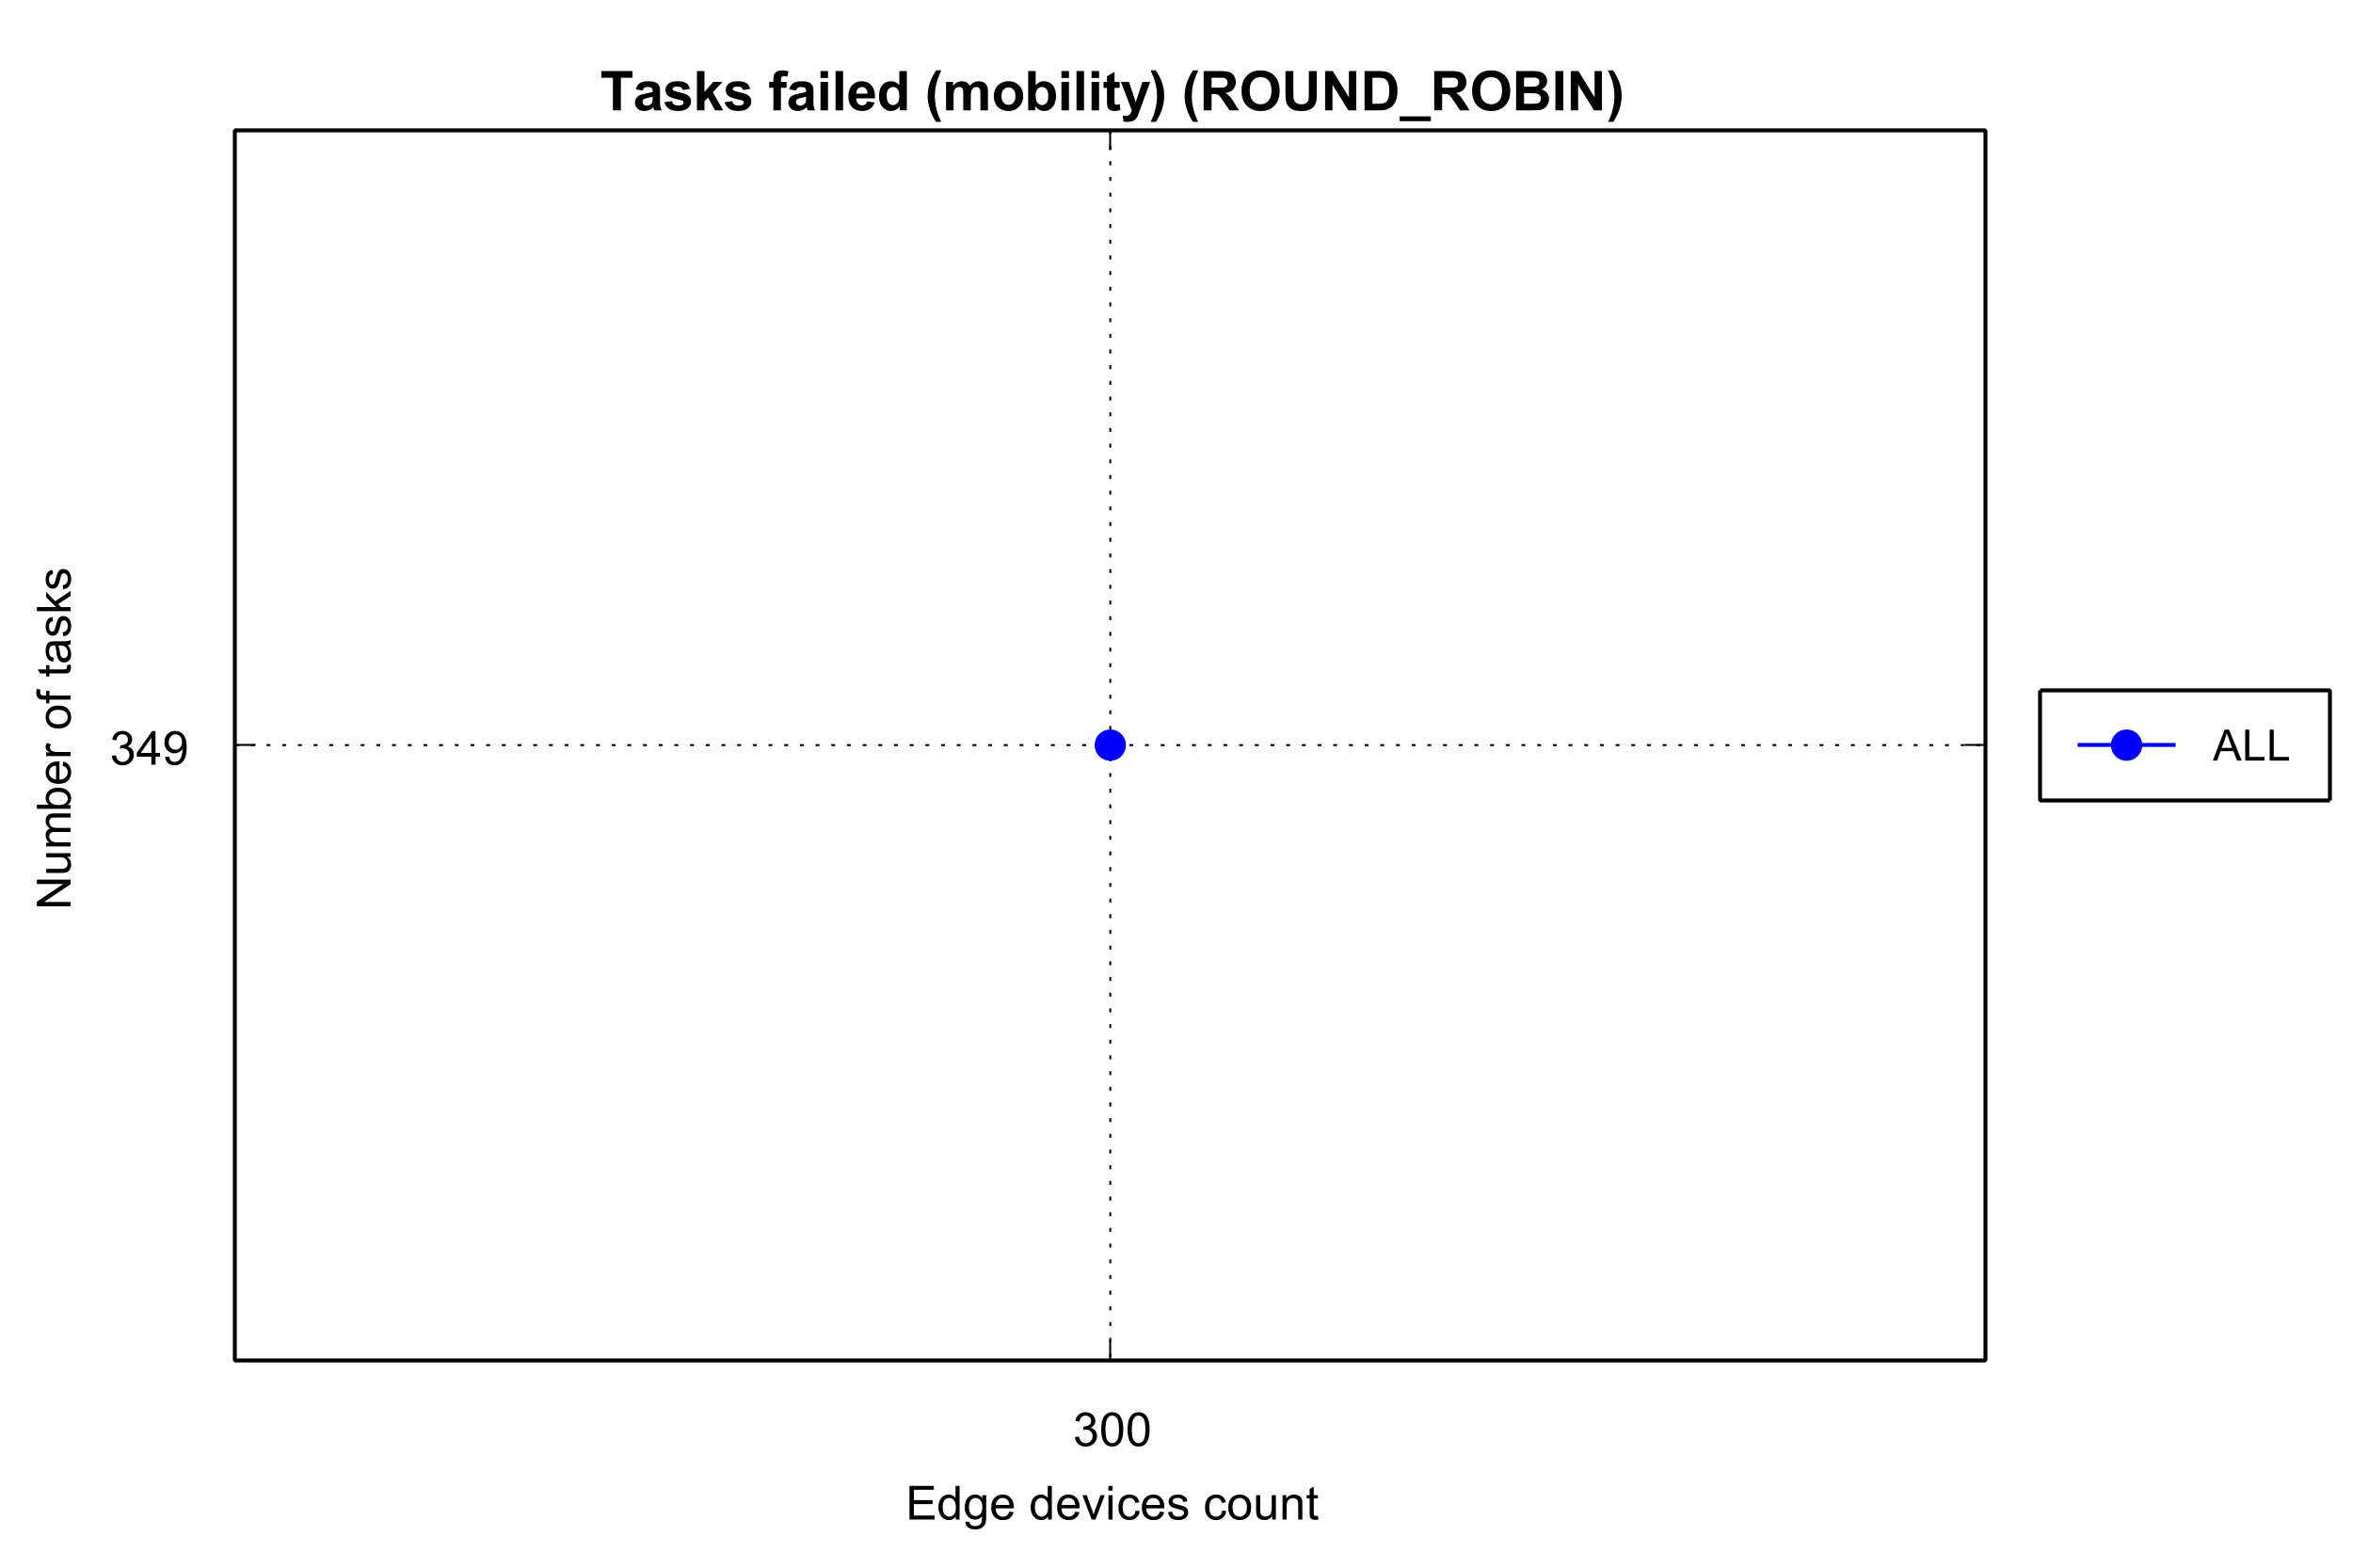 Tasks failed (mobility) (ROUND_ROBIN)
Number of tasks
349
ALL
300
Edge devices count